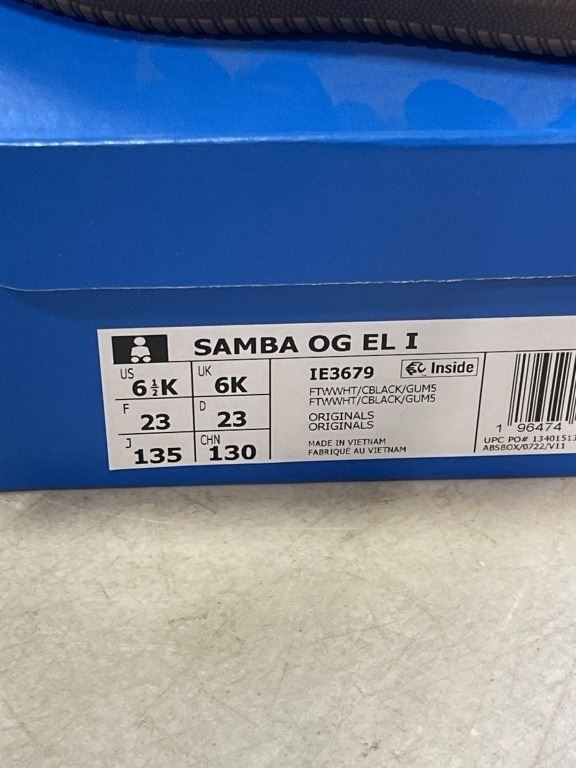 SAMBA OG EL I
US 6½K UK 6K
F 23 D 23
J 135 CHN 130
IE3679 Inside
FTWWHT/CBLACK/GUM5
FTWWHT/CBLACK/GUM5
ORIGINALS
ORIGINALS
MADE IN VIETNAM
FABRIQUÉ AU VIETNAM
1 96474
UPC PO# 13401513
ABSBOX/0722/V11